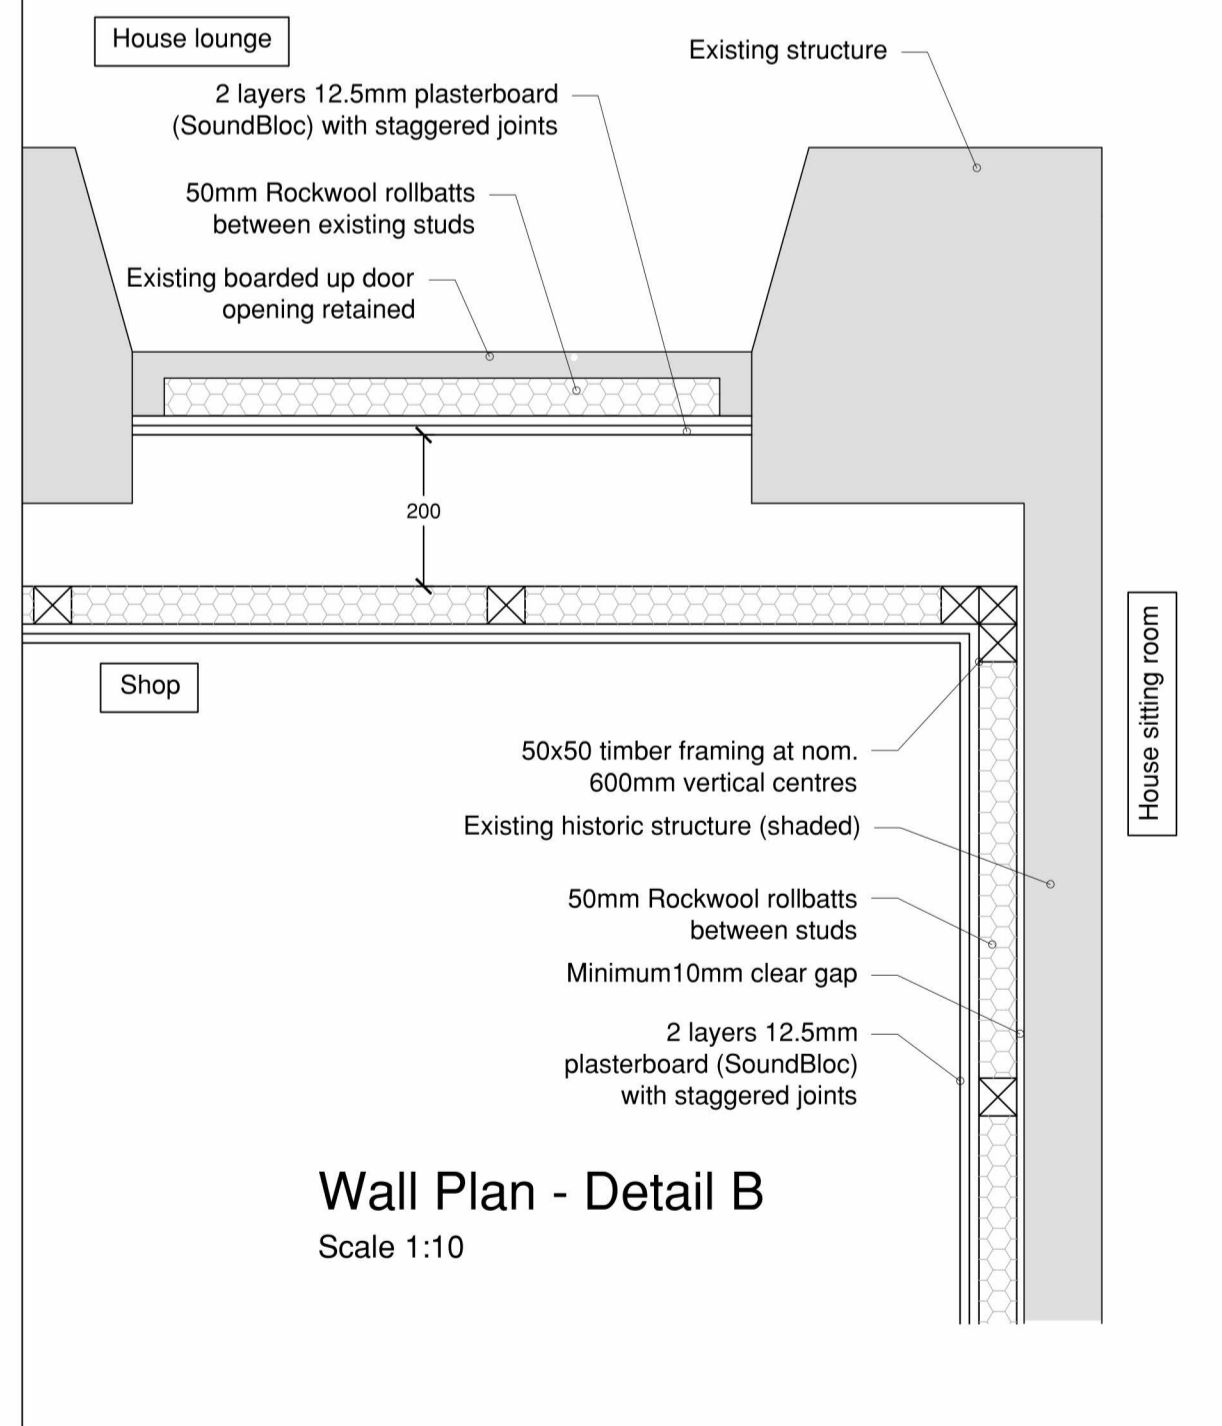 House lounge
Existing structure
2 layers 12.5mm plasterboard
(SoundBloc) with staggered joints
50mm Rockwool rollbatts
between existing studs
Existing boarded up door
opening retained
200
Shop
House sitting room
50x50 timber framing at nom.
600mm vertical centres
Existing historic structure (shaded)
50mm Rockwool rollbatts
between studs
Minimum10mm clear gap
2 layers 12.5mm
plasterboard (SoundBloc)
with staggered joints
Wall Plan - Detail B
Scale 1:10